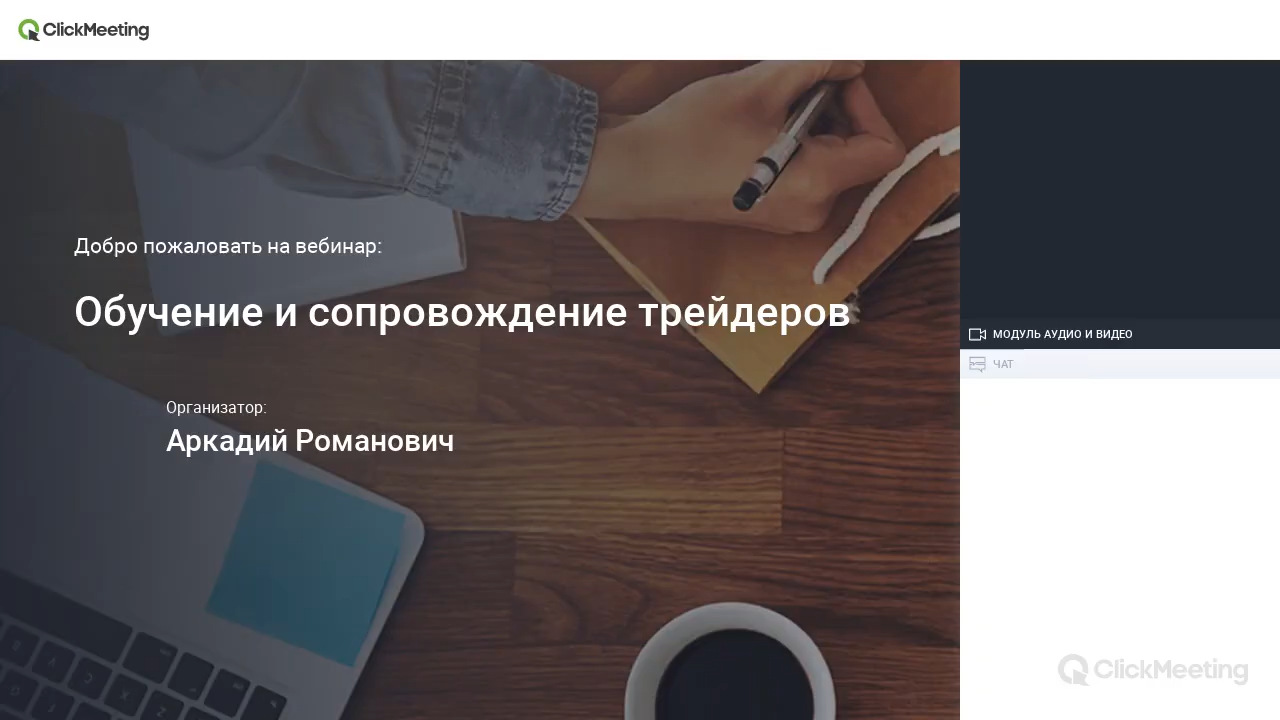 ClickMeeting
Добро пожаловать на вебинар:
Обучение и сопровождение трейдеров
Организатор:
Аркадий Романович
МОДУЛЬ АУДИО И ВИДЕО
ЧАТ
ClickMeeting